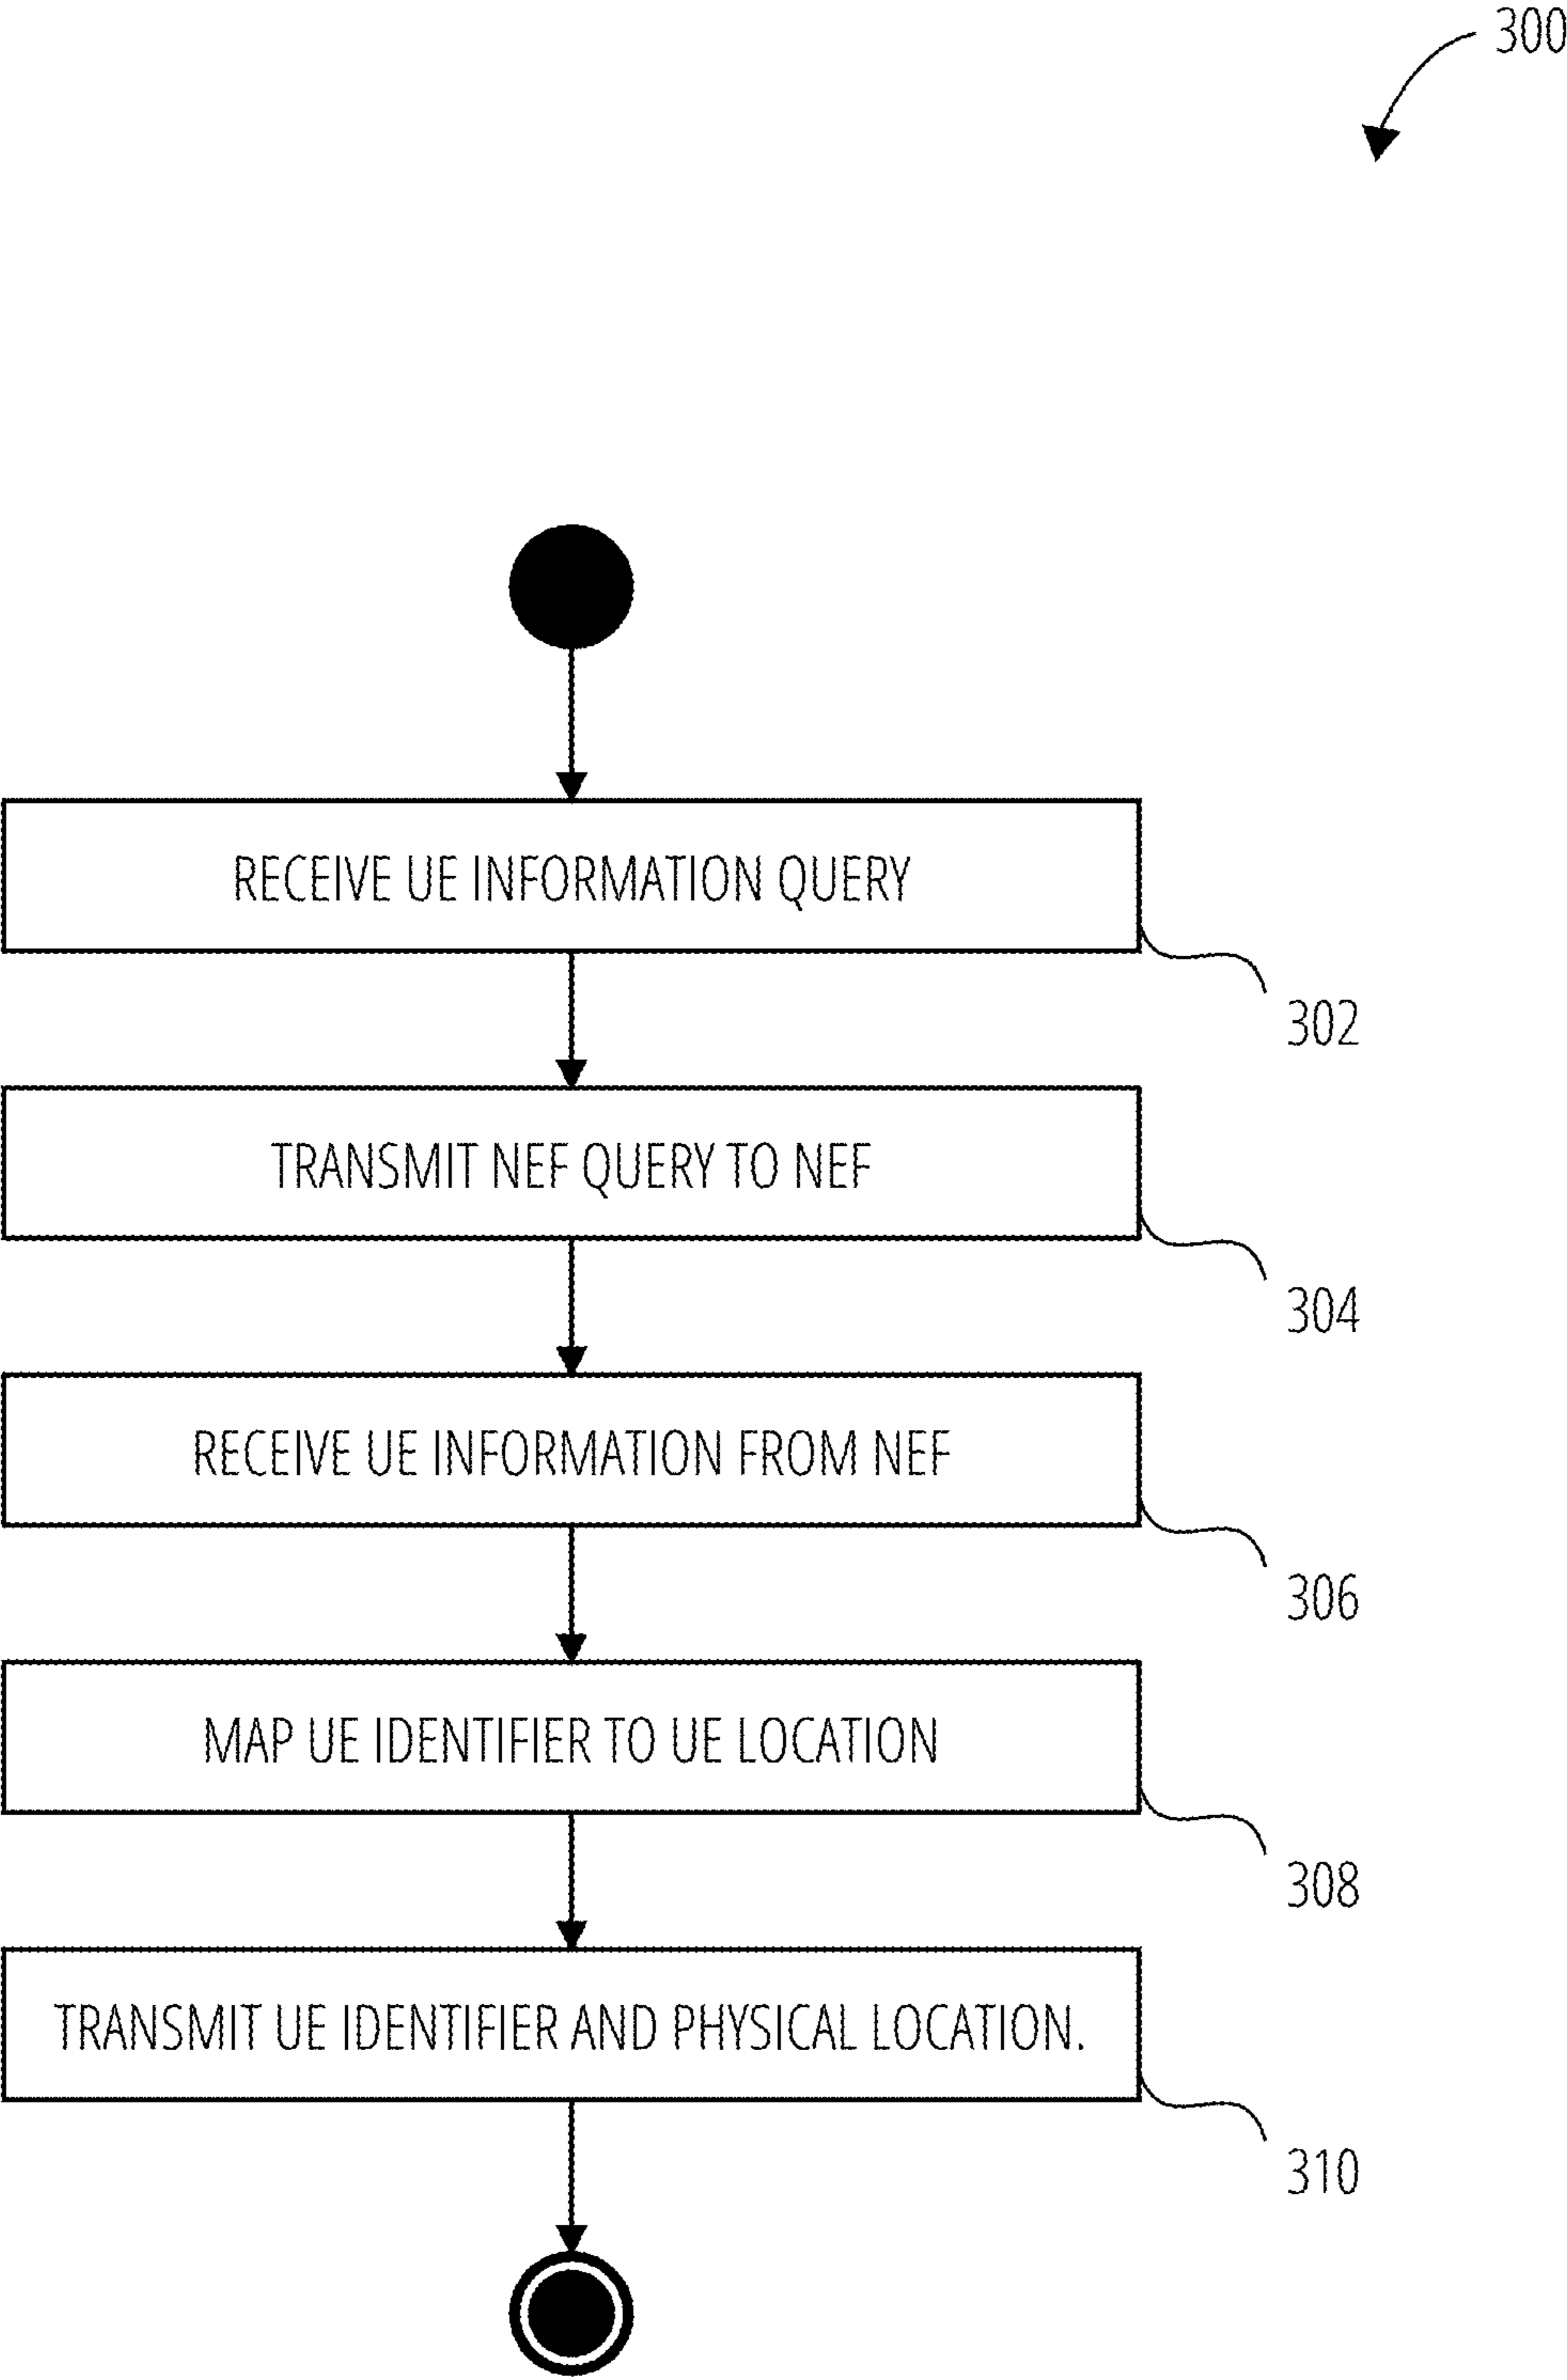 300
RECEIVE UE INFORMATION QUERY
302
TRANSMIT NEF QUERY TO NEF
304
RECEIVE UE INFORMATION FROM NEF
306
MAP UE IDENTIFIER TO UE LOCATION
308
TRANSMIT UE IDENTIFIER AND PHYSICAL LOCATION.
310